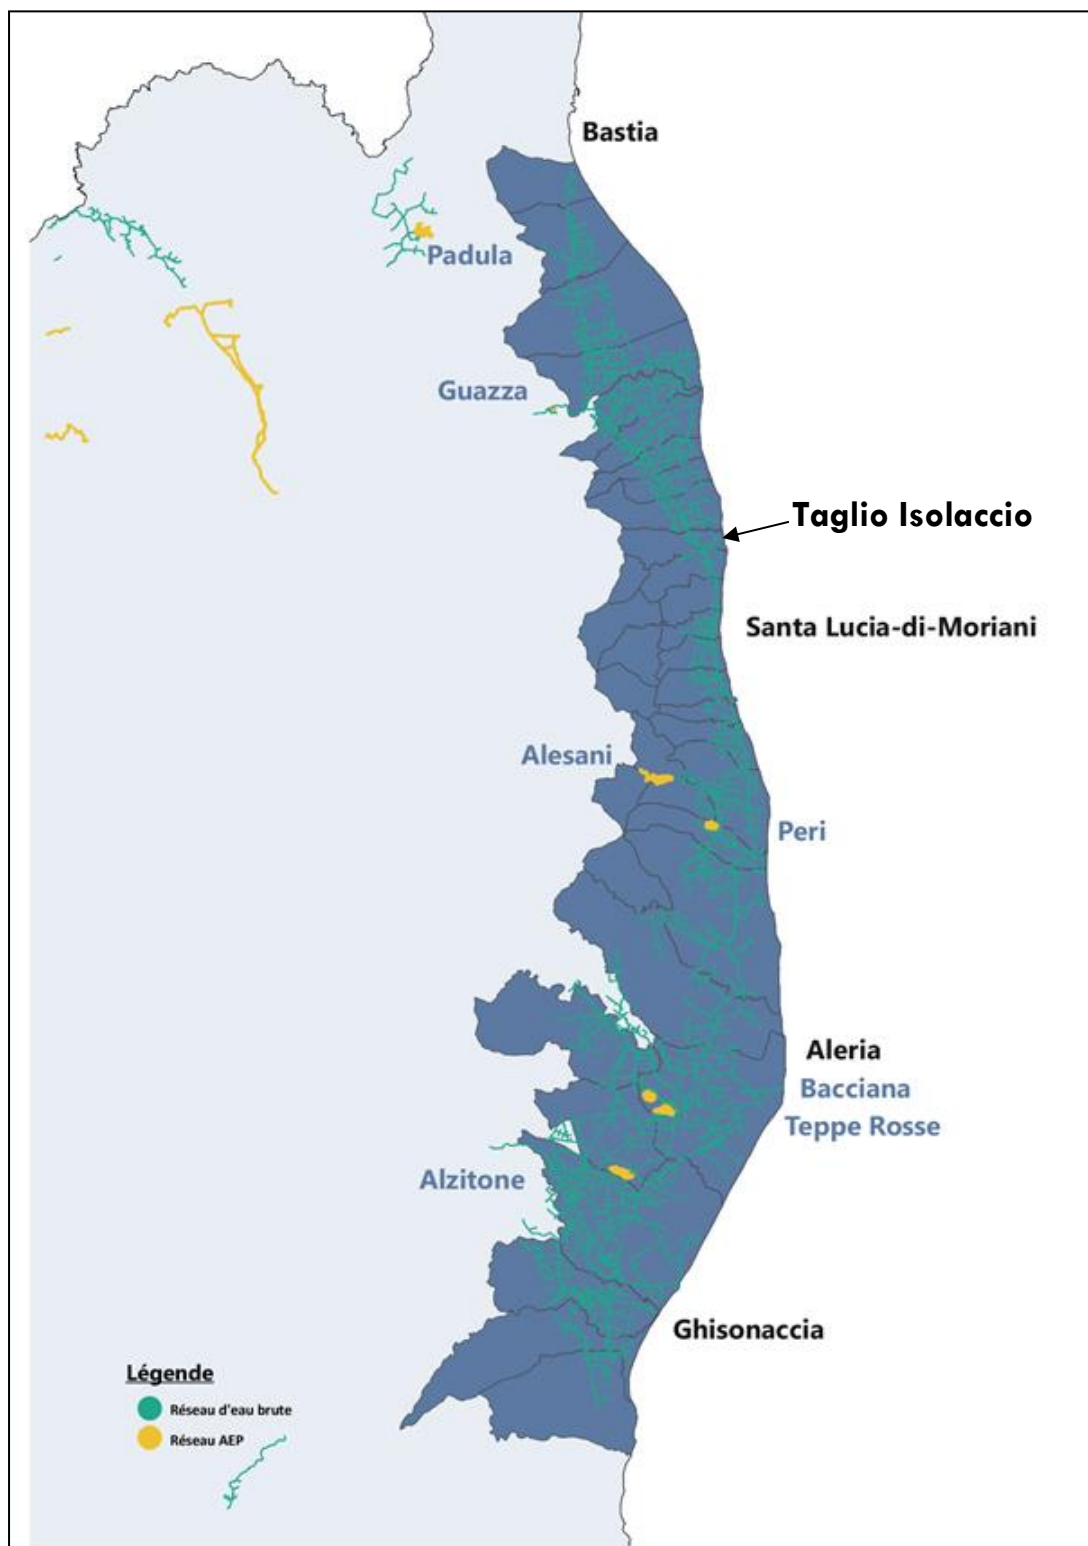 Bastia
Padula
Guazza
Taglio Isolaccio
Santa Lucia-di-Moriani
Alesani
Peri
Aleria
Bacciana
Teppe Rosse
Alzitone
Ghisonaccia
Légende
Réseau d'eau brute
Réseau AEP